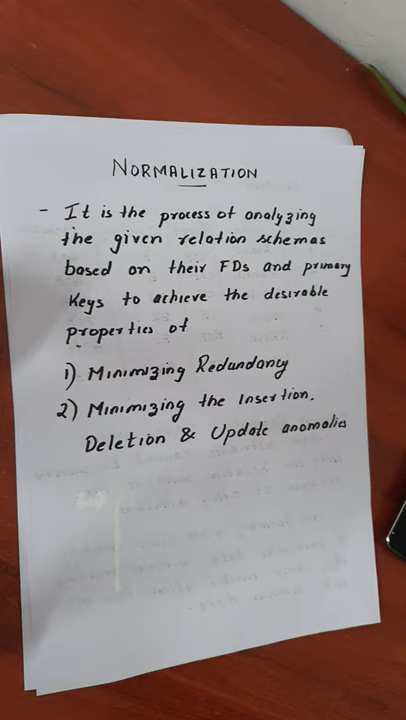 NORMALIZATION
- It is the process of analyzing
the given relation schemas
based on their FDs and primary
Keys to achieve the desirable
properties of
1) Minimizing Redundancy
2) Minimizing the Insertion.
Deletion & Update anomalies